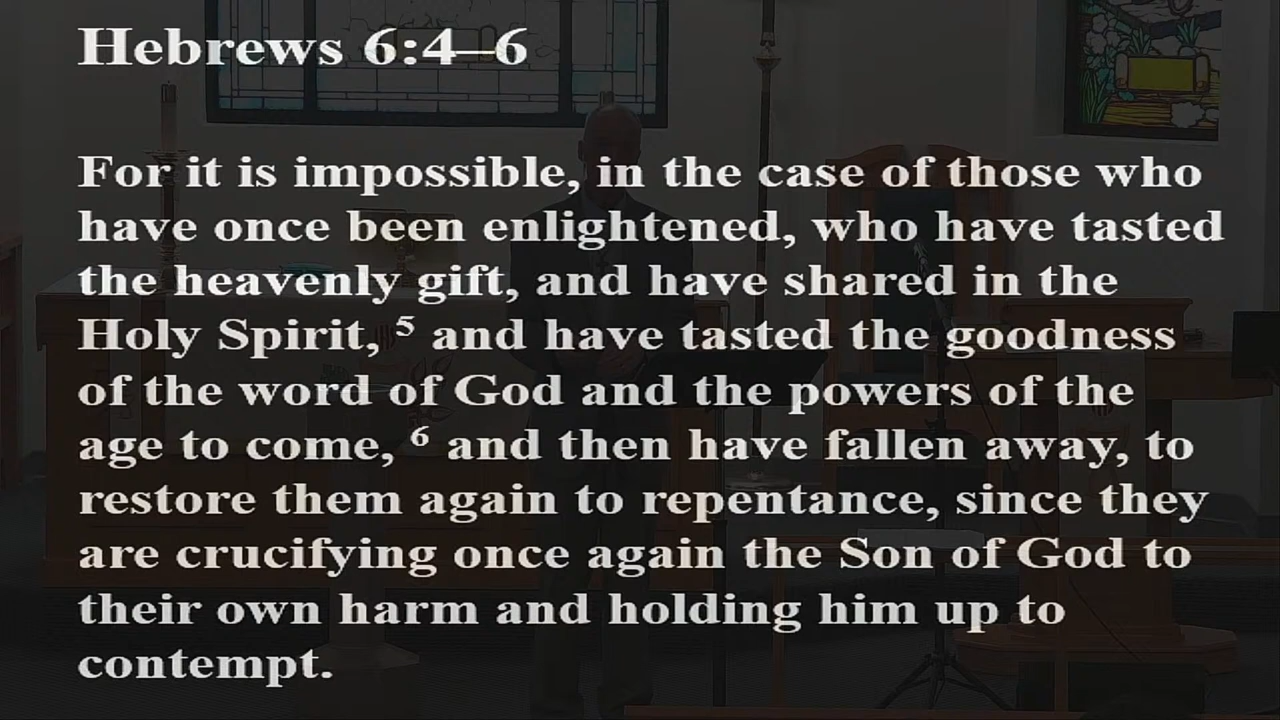 Hebrews 6:4–6
For it is impossible, in the case of those who
have once been enlightened, who have tasted
the heavenly gift, and have shared in the
Holy Spirit, ⁵ and have tasted the goodness
of the word of God and the powers of the
age to come, ⁶ and then have fallen away, to
restore them again to repentance, since they
are crucifying once again the Son of God to
their own harm and holding him up to
contempt.